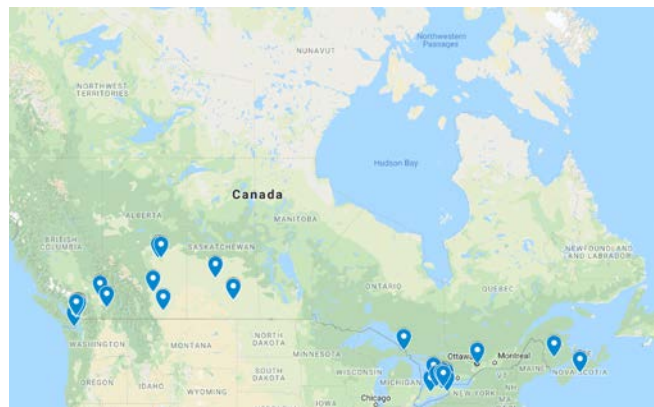 Northwestern
Passages
NUNAVUT
NORTHWEST
TERRITORIES
Hudson Bay
Canada
ALBERTA
MANITOBA
BRITISH
COLUMBIA
SASKATCHEWAN
NEWFOUNDLAND
AND LABRADOR
ONTARIO
QUEBEC
WASHINGTON
MONTANA
NORTH
DAKOTA
MINNESOTA
Ottawa
Montreal
NOVA SCOTIA
MAINE
OREGON
IDAHO
SOUTH
DAKOTA
WISCONSIN
MICHIGAN
WYOMING
NEW YORK
NH
Chicago
IOWA
MA